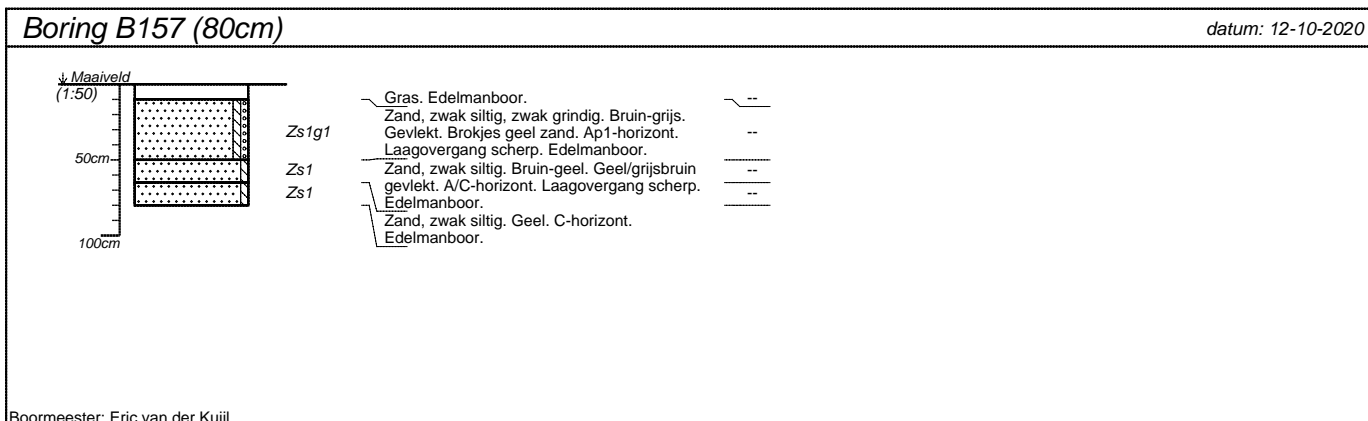 Boring B157 (80cm)
datum: 12-10-2020
Maaiveld
(1:50)
50cm
100cm
Zs1g1
Zs1
Zs1
Gras. Edelmanboor.
Zand, zwak siltig, zwak grindig. Bruin-grijs.
Gevlekt. Brokjes geel zand. Ap1-horizont.
Laagovergang scherp. Edelmanboor.
Zand, zwak siltig. Bruin-geel. Geel/grijsbruin
gevlekt. A/C-horizont. Laagovergang scherp.
Edelmanboor.
Zand, zwak siltig. Geel. C-horizont.
Edelmanboor.
--
--
--
--
Boormeester: Eric van der Kuijl